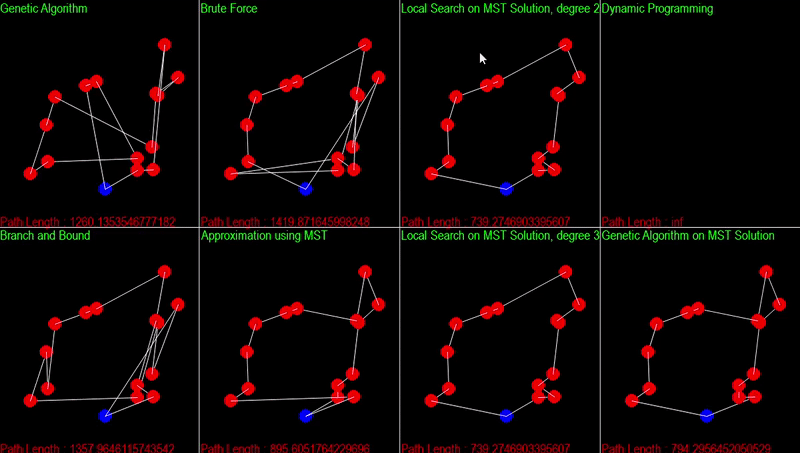 Genetic Algorithm
Brute Force
Local Search on MST Solution, degree 2
Dynamic Programming
Path Length : 1260.1353546777182
Path Length : 1419.871645998248
Path Length : 739.2746903395607
Path Length : inf
Branch and Bound
Approximation using MST
Local Search on MST Solution, degree 3
Genetic Algorithm on MST Solution
Path Length : 1357.9646115743542
Path Length : 895.6051764229696
Path Length : 739.2746903395607
Path Length : 794.2956452050529